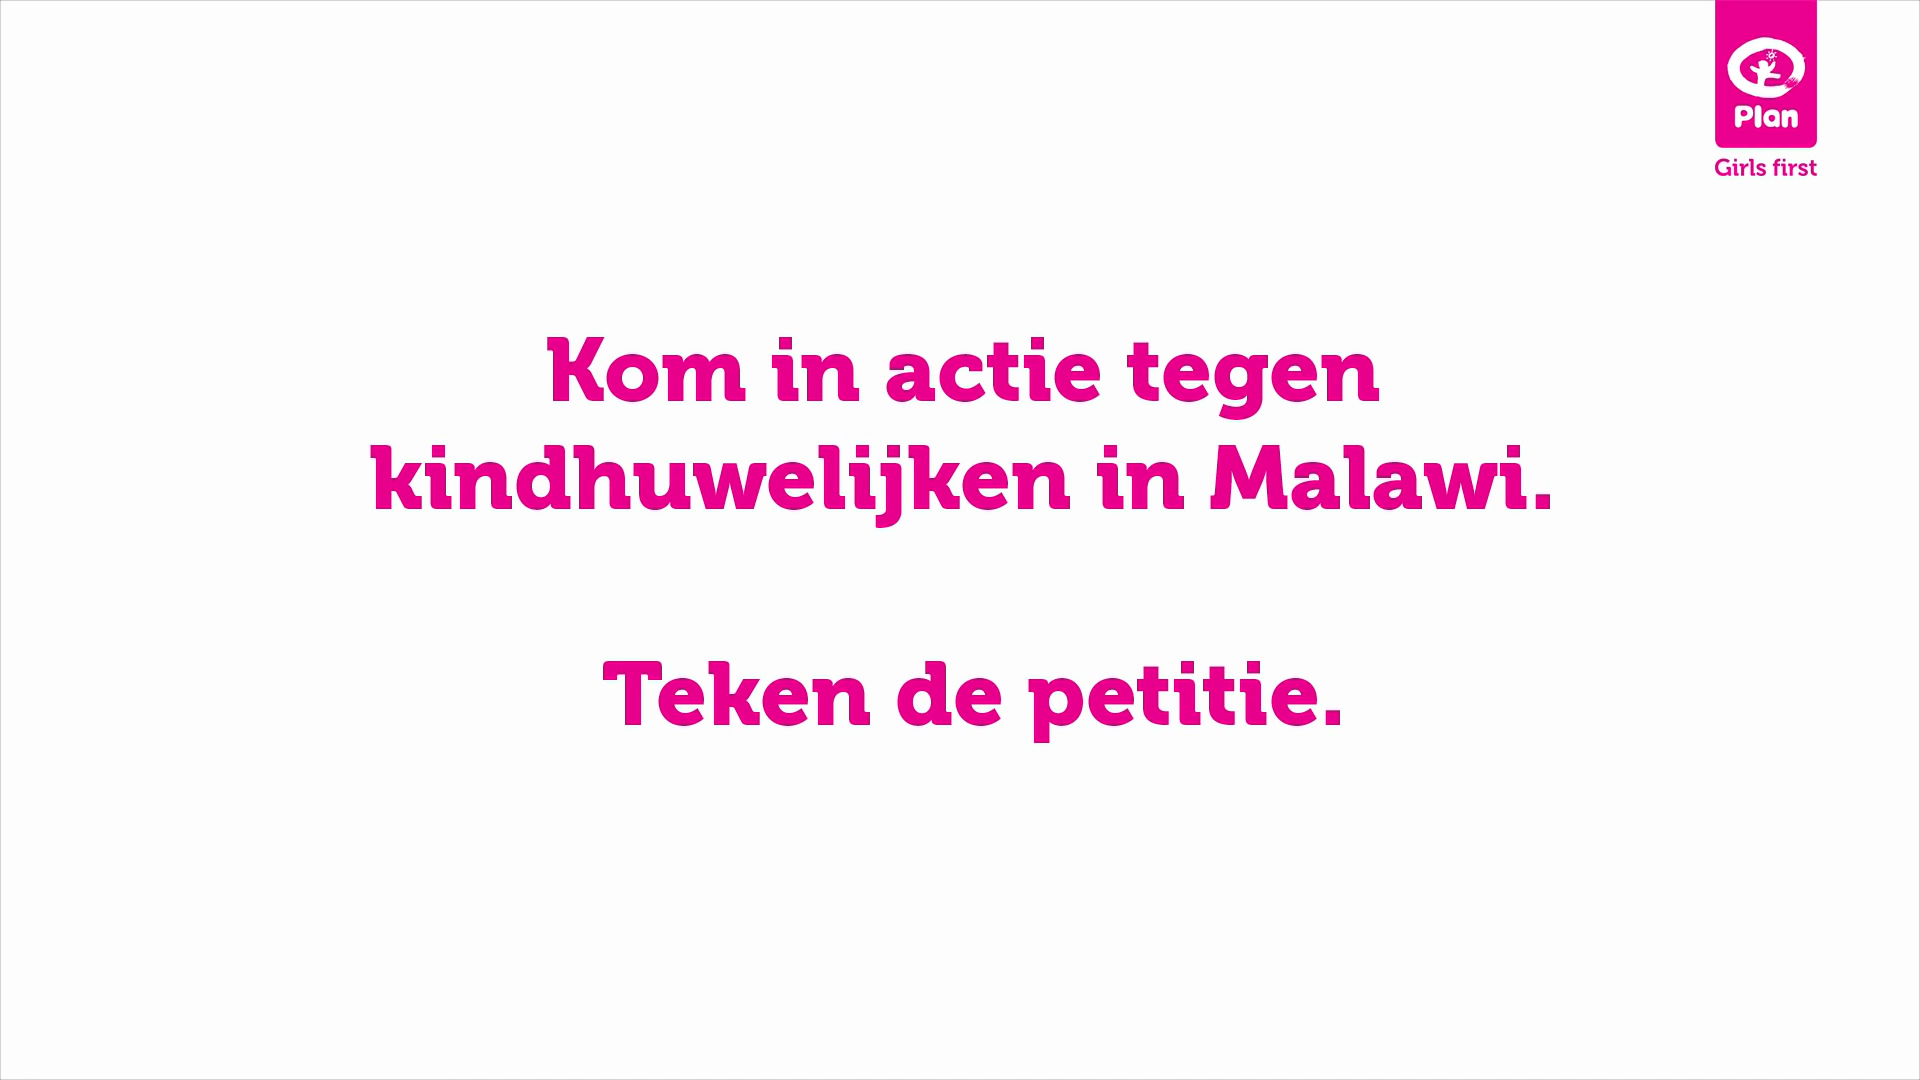 Plan
Girls first
Kom in actie tegen
kindhuwelijken in Malawi.
Teken de petitie.